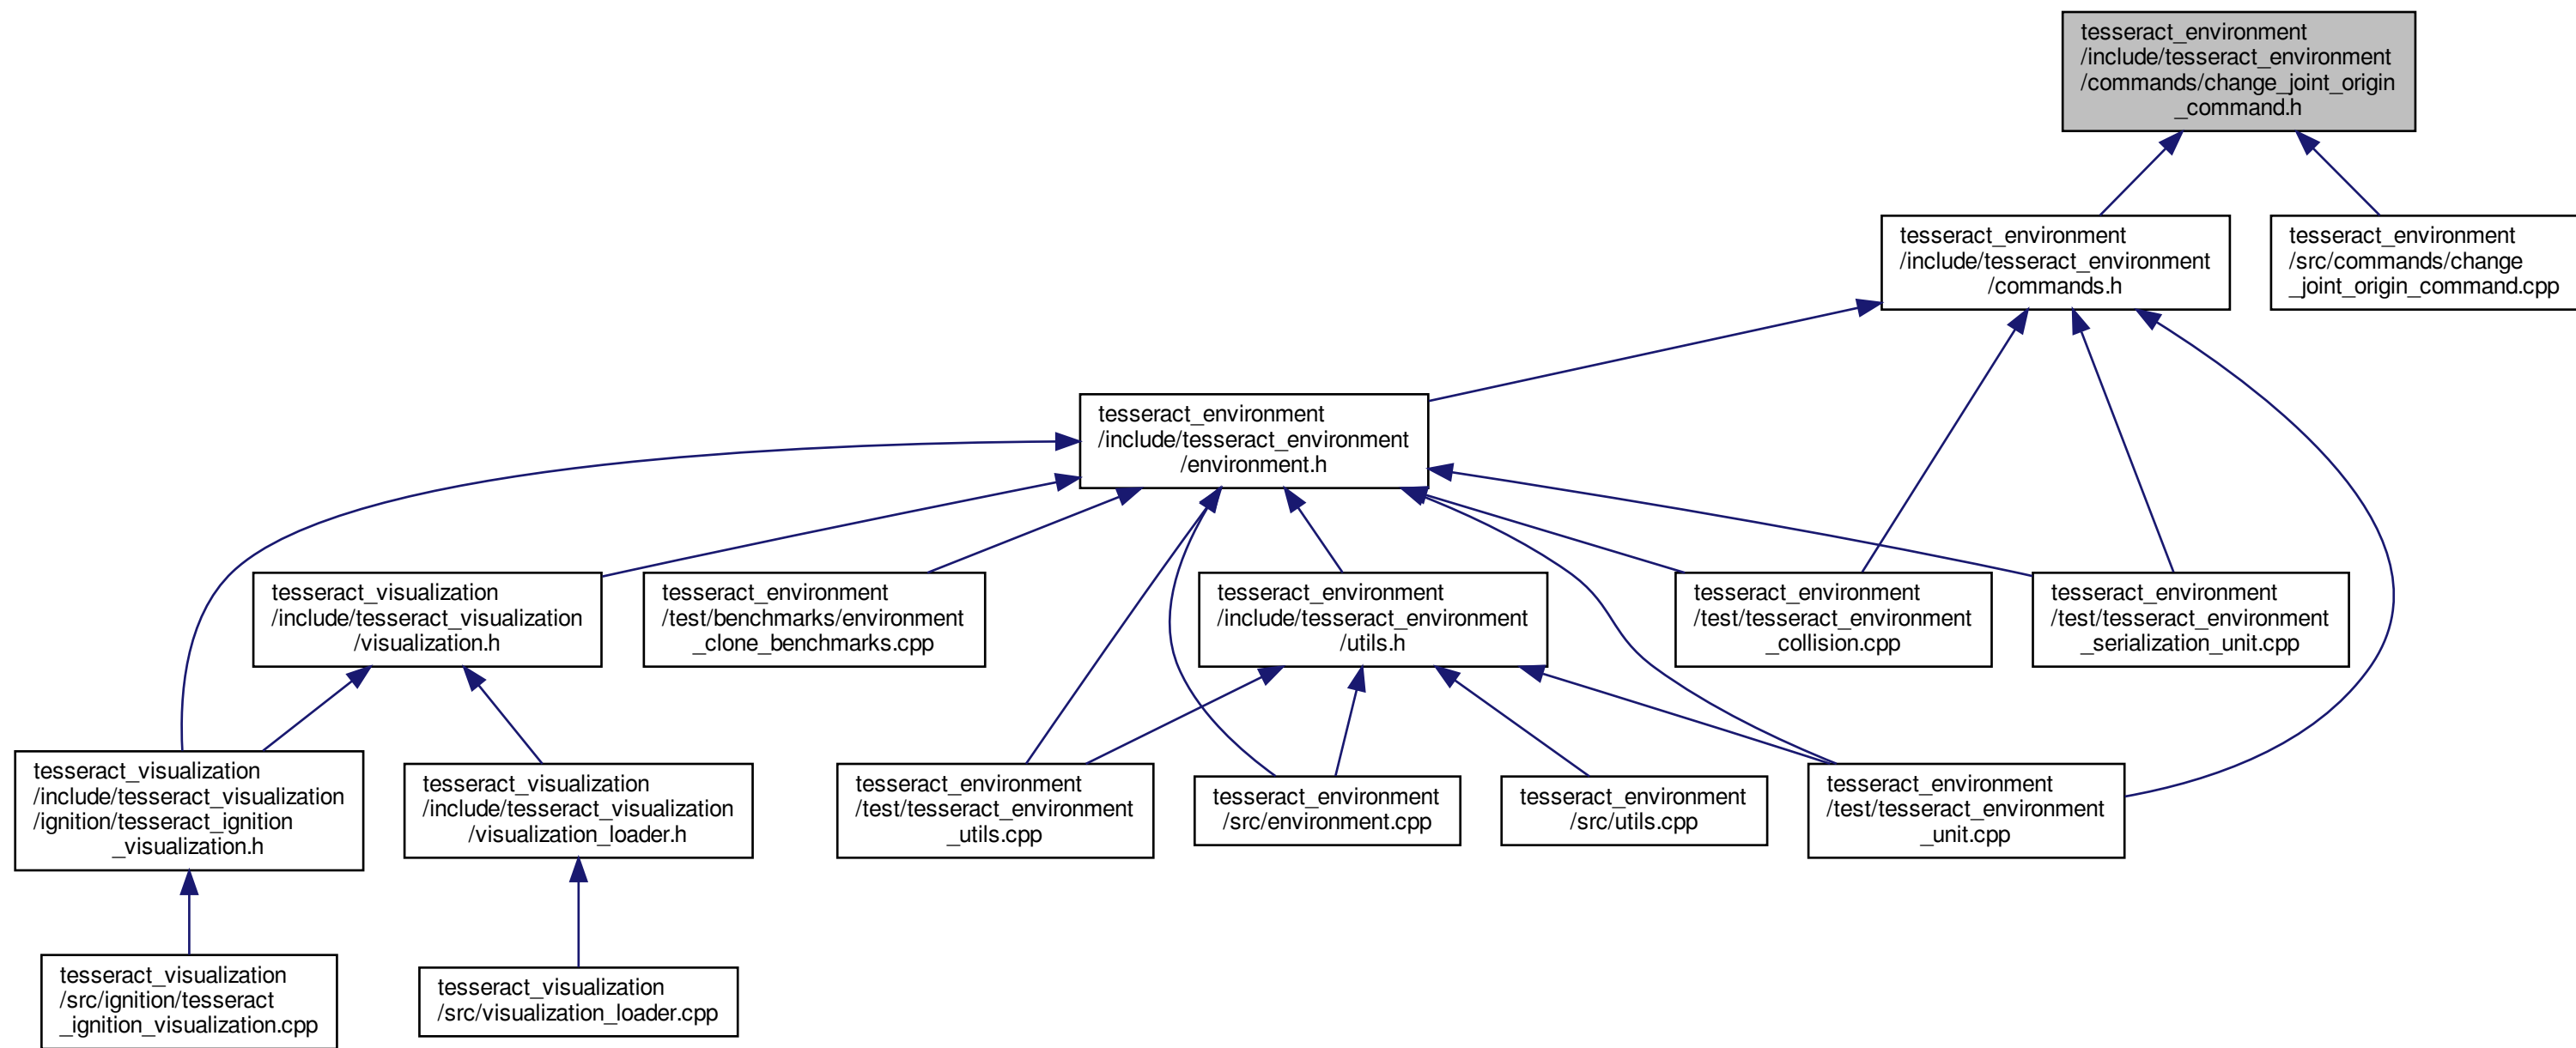 tesseract_environment
/include/tesseract_environment
/commands/change_joint_origin
_command.h
tesseract_environment
/include/tesseract_environment
/commands.h
tesseract_environment
/src/commands/change
_joint_origin_command.cpp
tesseract_environment
/include/tesseract_environment
/environment.h
tesseract_visualization
/include/tesseract_visualization
/visualization.h
tesseract_environment
/test/benchmarks/environment
_clone_benchmarks.cpp
tesseract_environment
/include/tesseract_environment
/utils.h
tesseract_environment
/test/tesseract_environment
_collision.cpp
tesseract_environment
/test/tesseract_environment
_serialization_unit.cpp
tesseract_visualization
/include/tesseract_visualization
/ignition/tesseract_ignition
_visualization.h
tesseract_visualization
/include/tesseract_visualization
/visualization_loader.h
tesseract_environment
/test/tesseract_environment
_utils.cpp
tesseract_environment
/src/environment.cpp
tesseract_environment
/src/utils.cpp
tesseract_environment
/test/tesseract_environment
_unit.cpp
tesseract_visualization
/src/ignition/tesseract
_ignition_visualization.cpp
tesseract_visualization
/src/visualization_loader.cpp